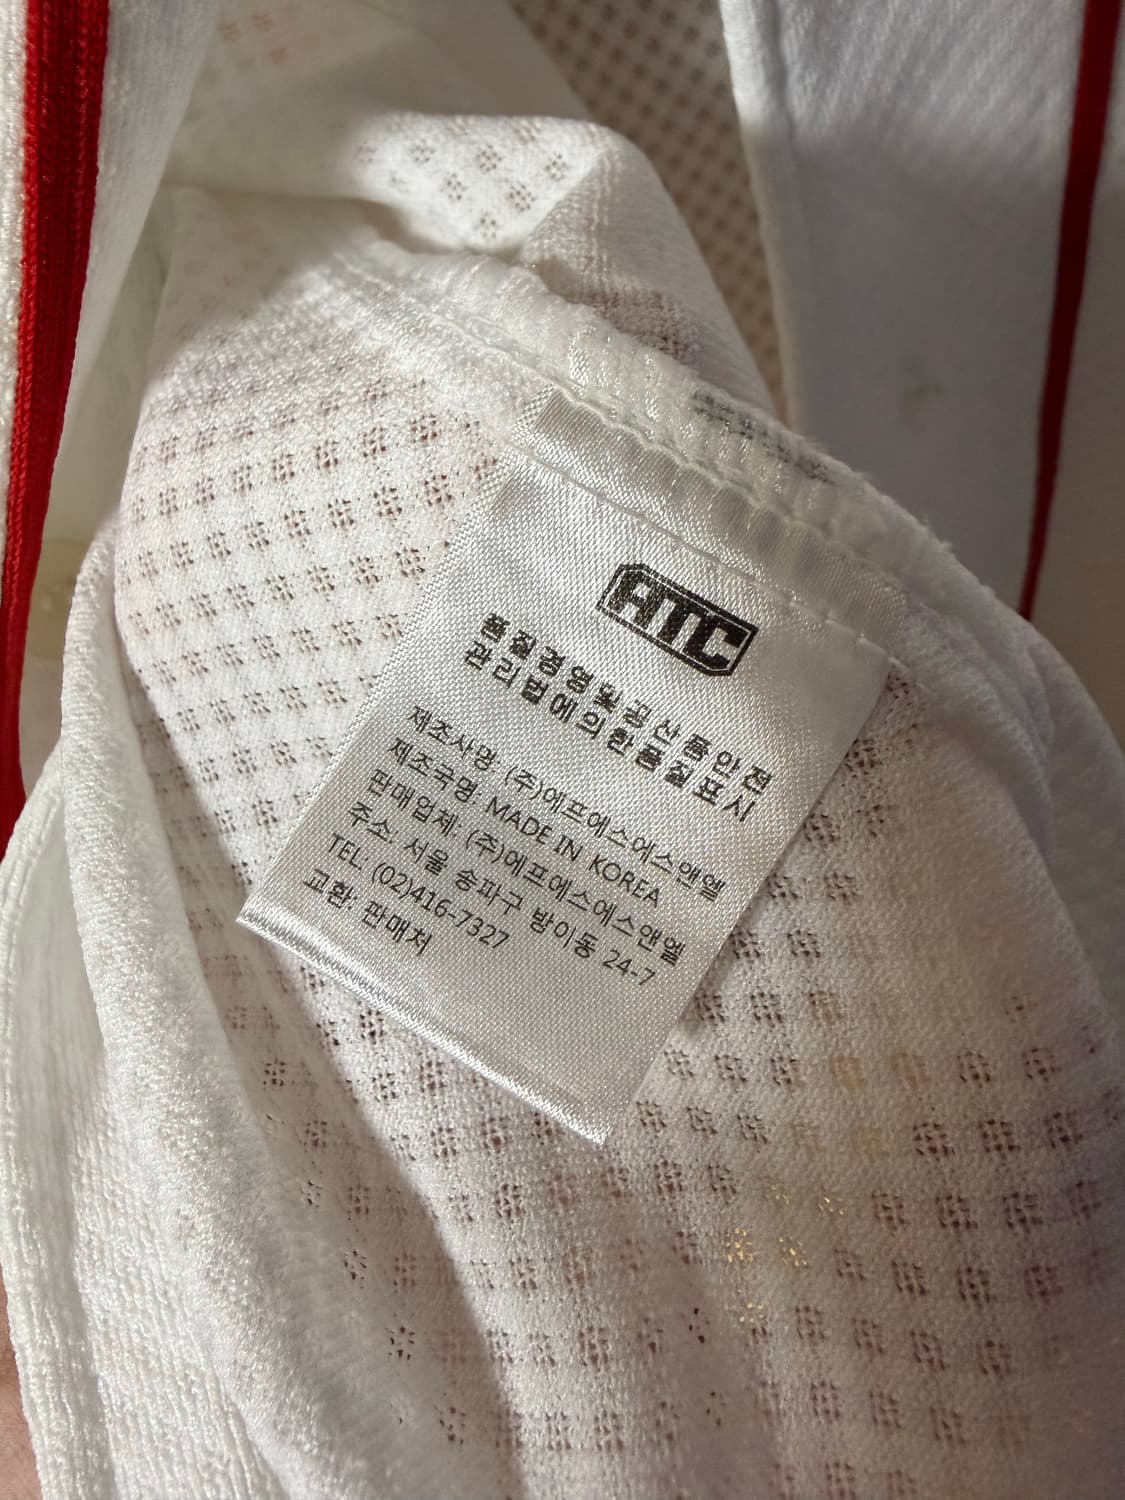 ATC
품질경영및공산품안전
관리법에의한품질표시
제조사명: (주)에프에스에스앤엘
제조국명 MADE IN KOREA
판매업체: (주)에프에스에스앤엘
주소: 서울 송파구 방이동 24-7
TEL: (02)416-7327
교환: 판매처